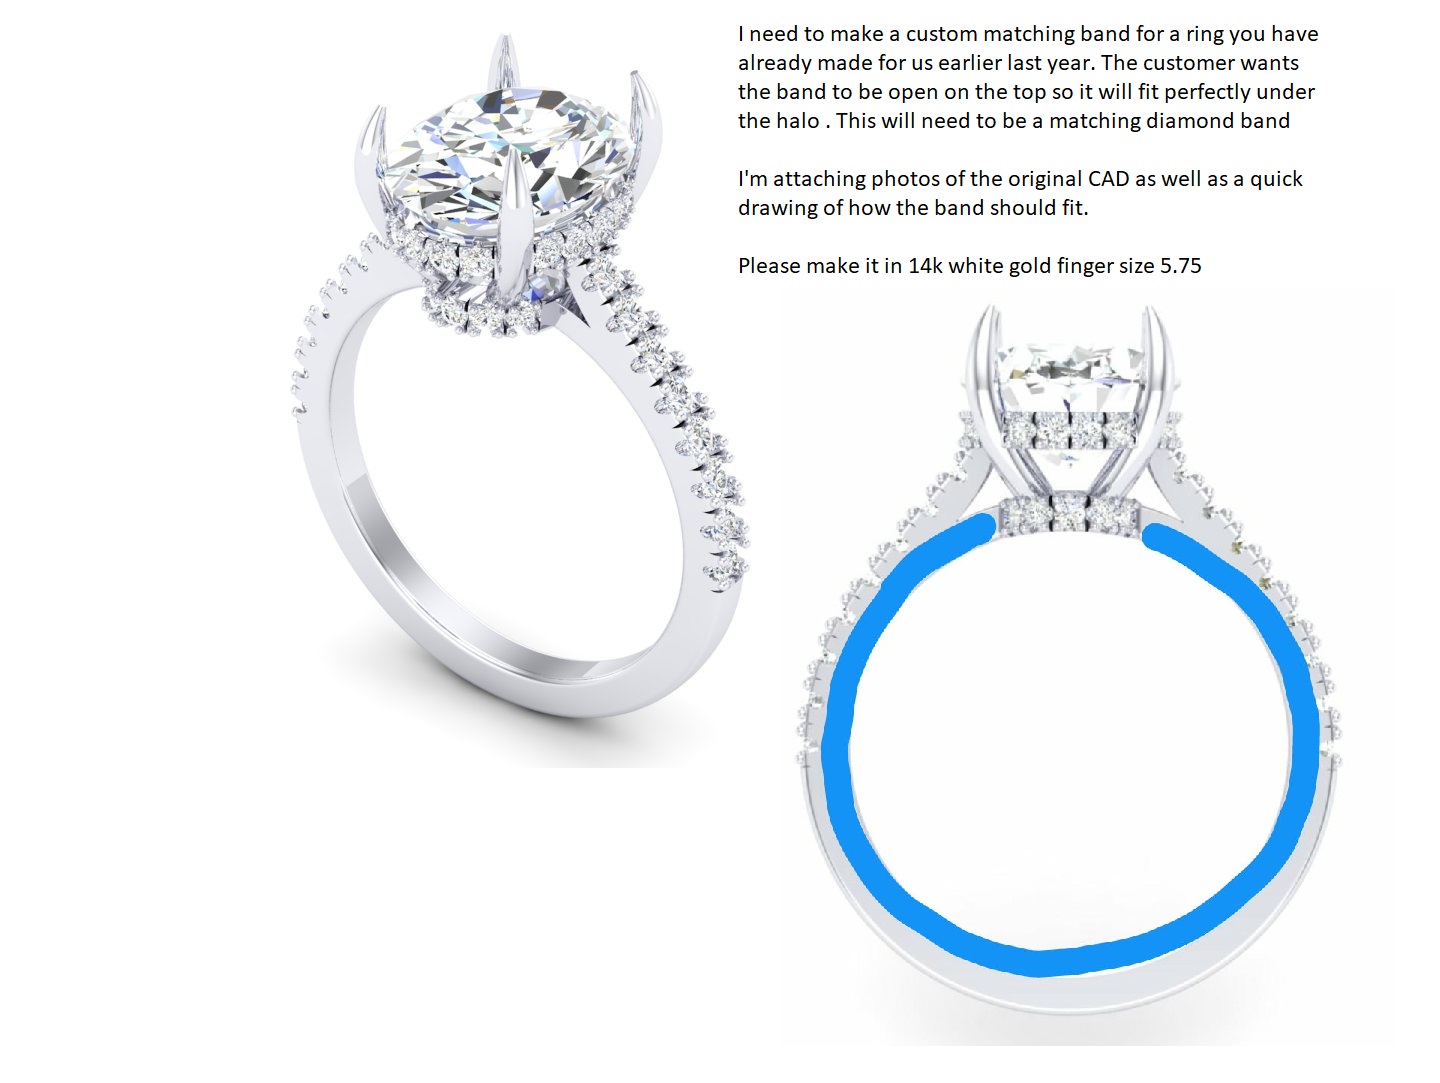 I need to make a custom matching band for a ring you have
already made for us earlier last year. The customer wants
the band to be open on the top so it will fit perfectly under
the halo . This will need to be a matching diamond band
I'm attaching photos of the original CAD as well as a quick
drawing of how the band should fit.
Please make it in 14k white gold finger size 5.75